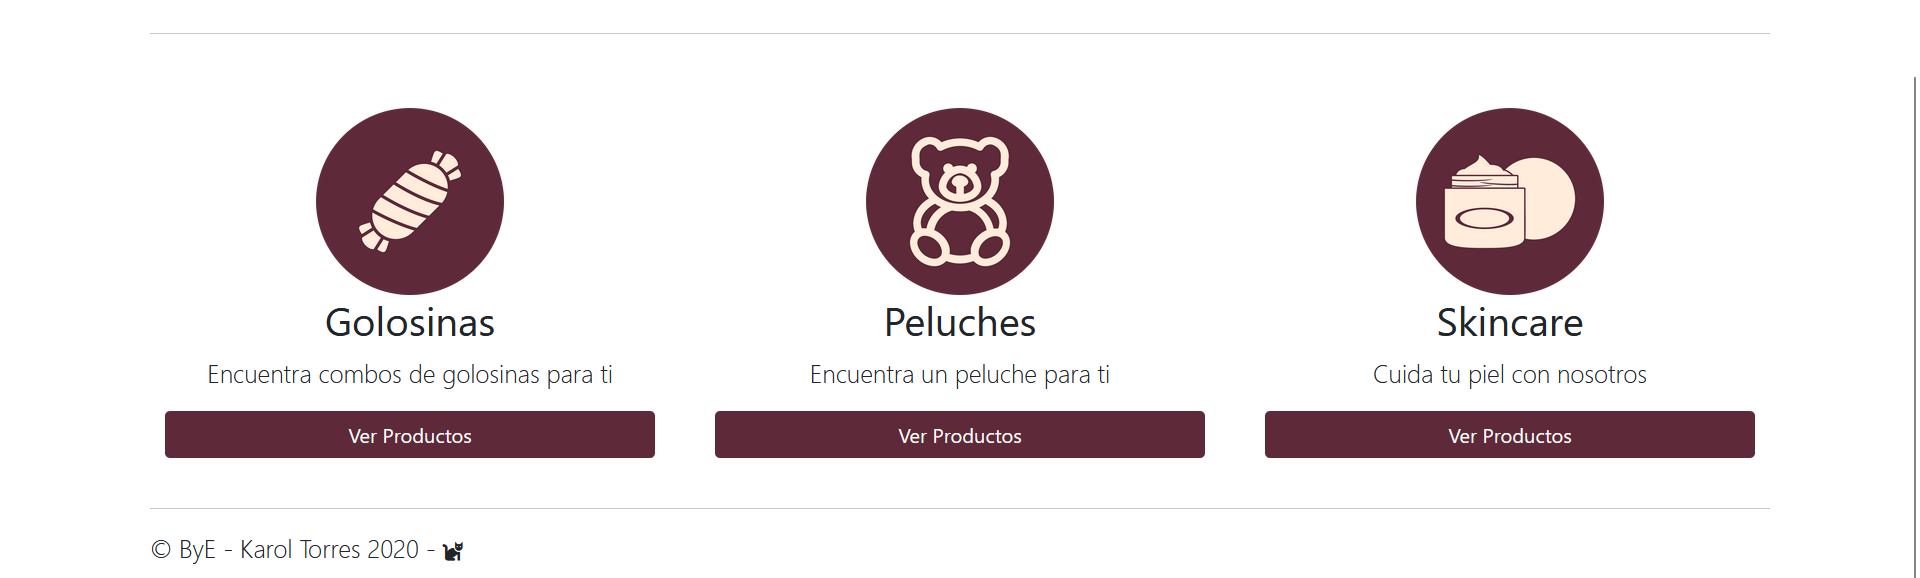 Golosinas
Encuentra combos de golosinas para ti
Ver Productos
Peluches
Encuentra un peluche para ti
Ver Productos
Skincare
Cuida tu piel con nosotros
Ver Productos
© ByE - Karol Torres 2020 -